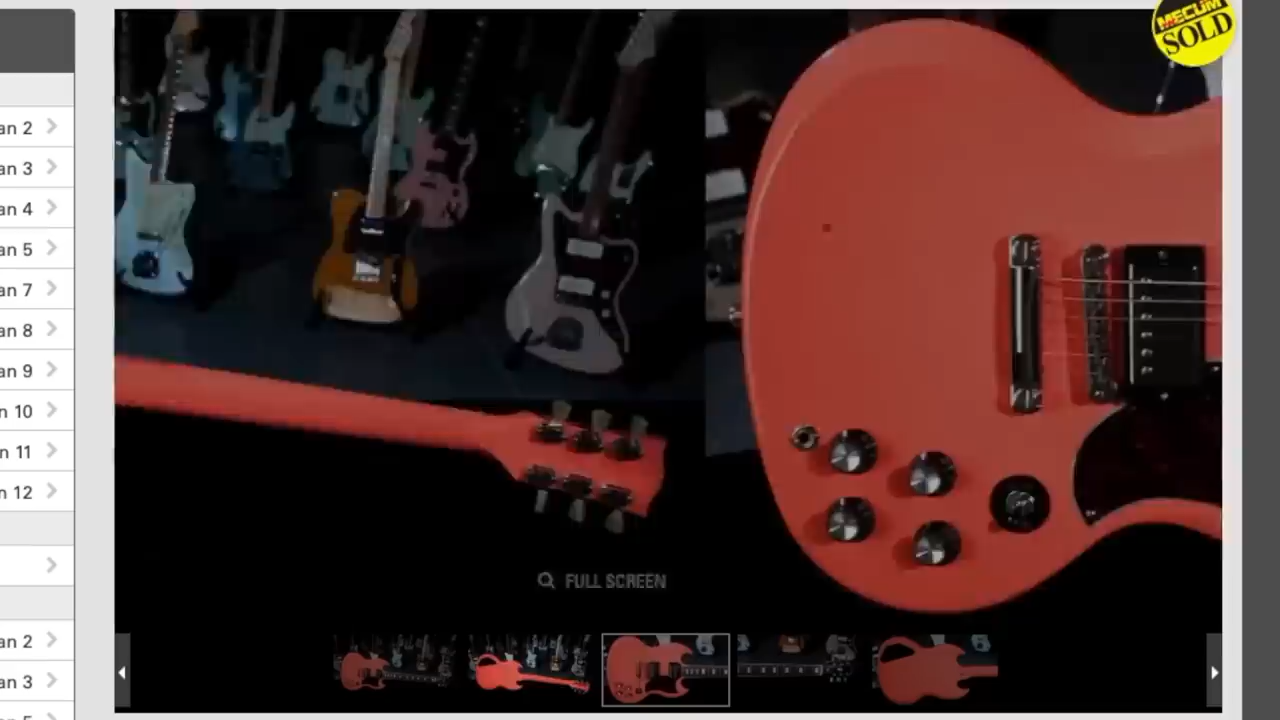 MECUM
SOLD
an 2
an 3
an 4
an 5
an 7
an 8
an 9
n 10
n 11
n 12
an 2
an 3
FULL SCREEN